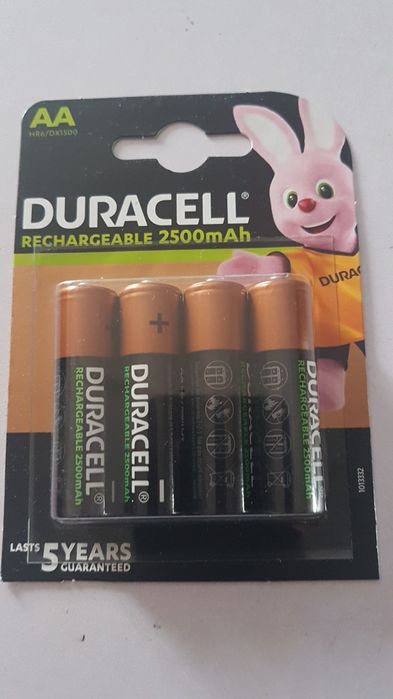 AA
HR6/DX1500
DURACELL®
RECHARGEABLE 2500mAh
DURAC
DURACELL®
RECHARGEABLE 2500mAh
DURACELL®
RECHARGEABLE 2500mAh
DURACELL
RECHARGEABLE 2500mAh
LASTS 5 YEARS
GUARANTEED